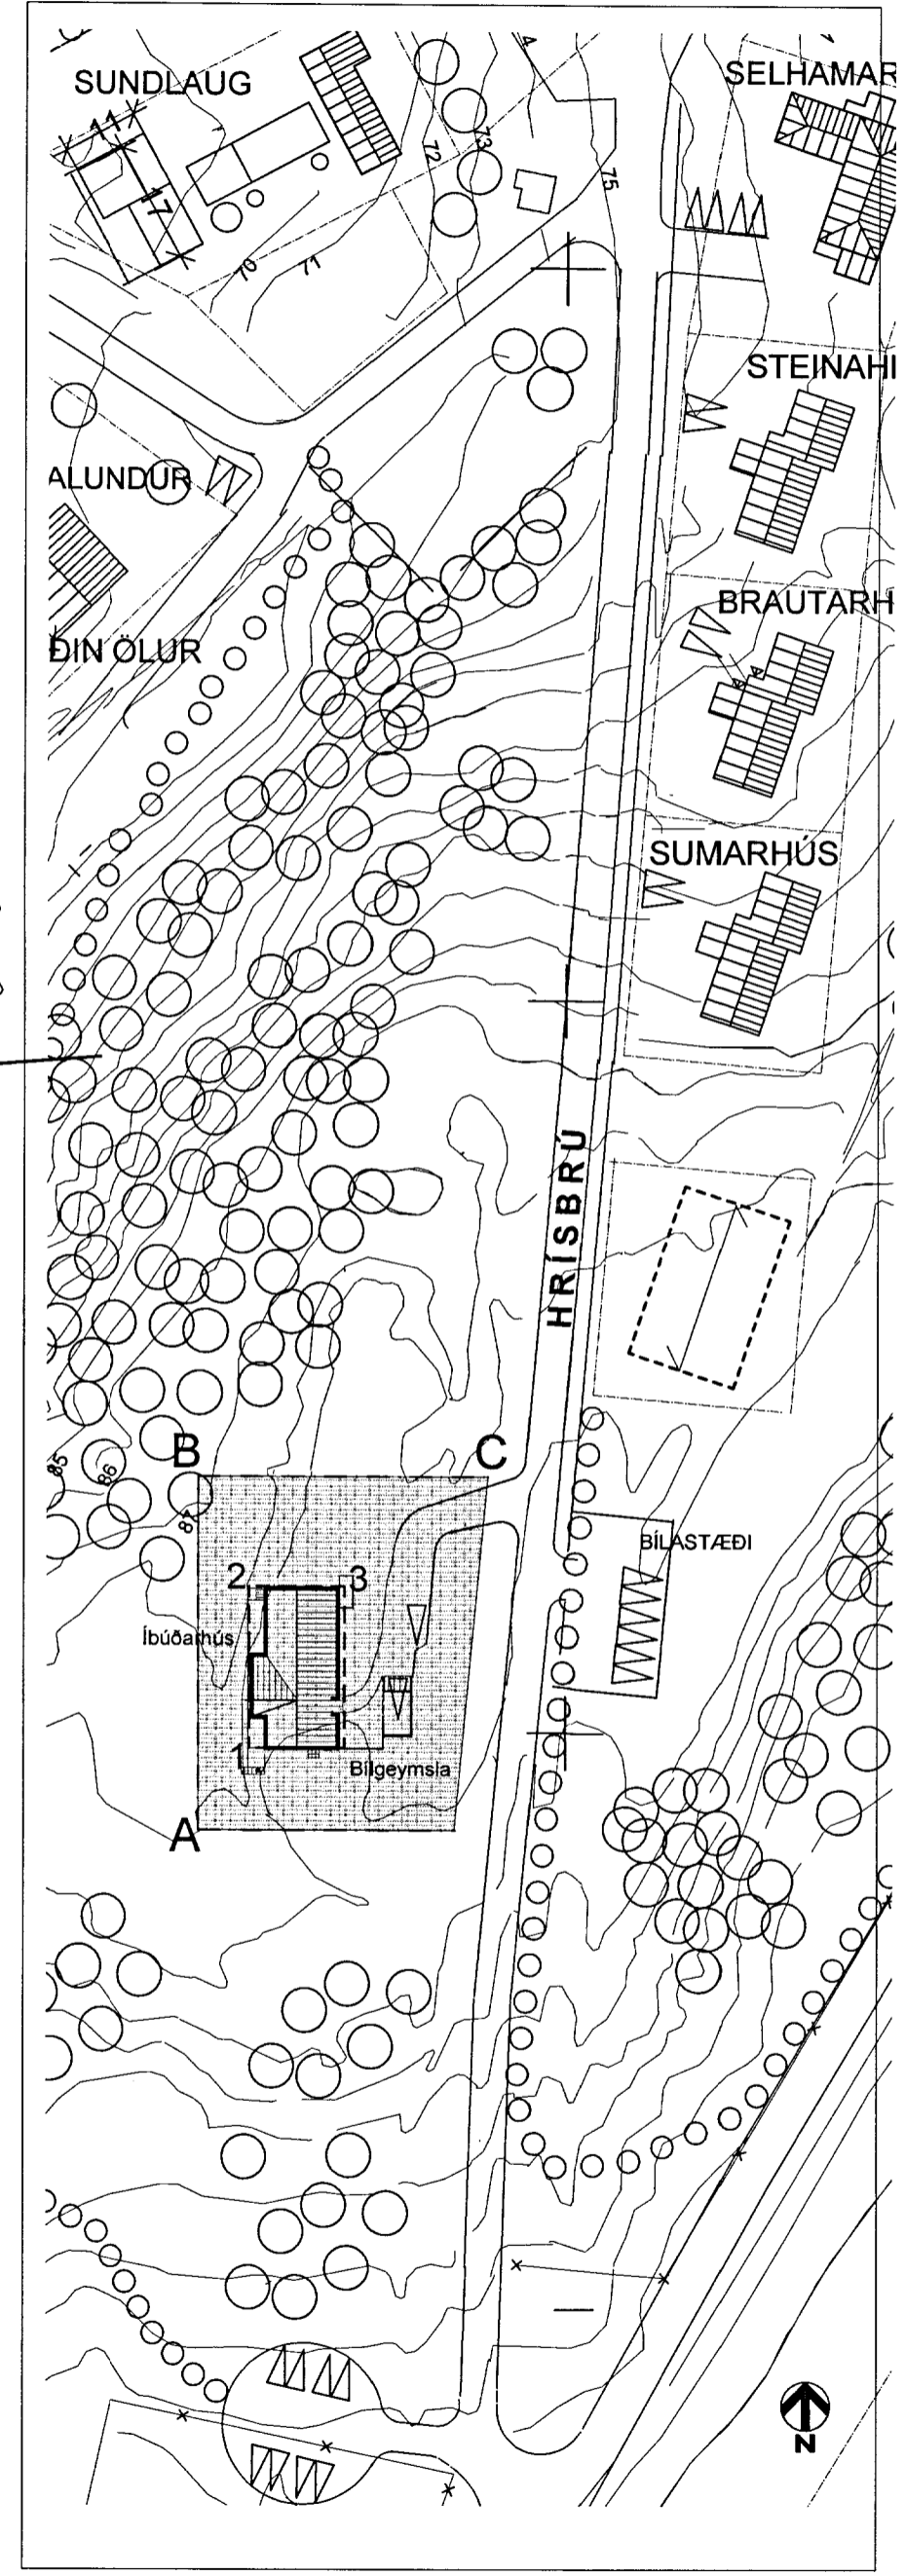 SUNDLAUG
SELHAMAR
11
17
72
73
75
70
71
STEINAHI
ALUNDUR
BRAUTARH
ÐIN ÖLUR
SUMARHÚS
HRÍSBRÚ
B
C
85
86
87
BÍLASTÆÐI
2
3
Íbúðarhús
1
Bílgeymsla
A
N